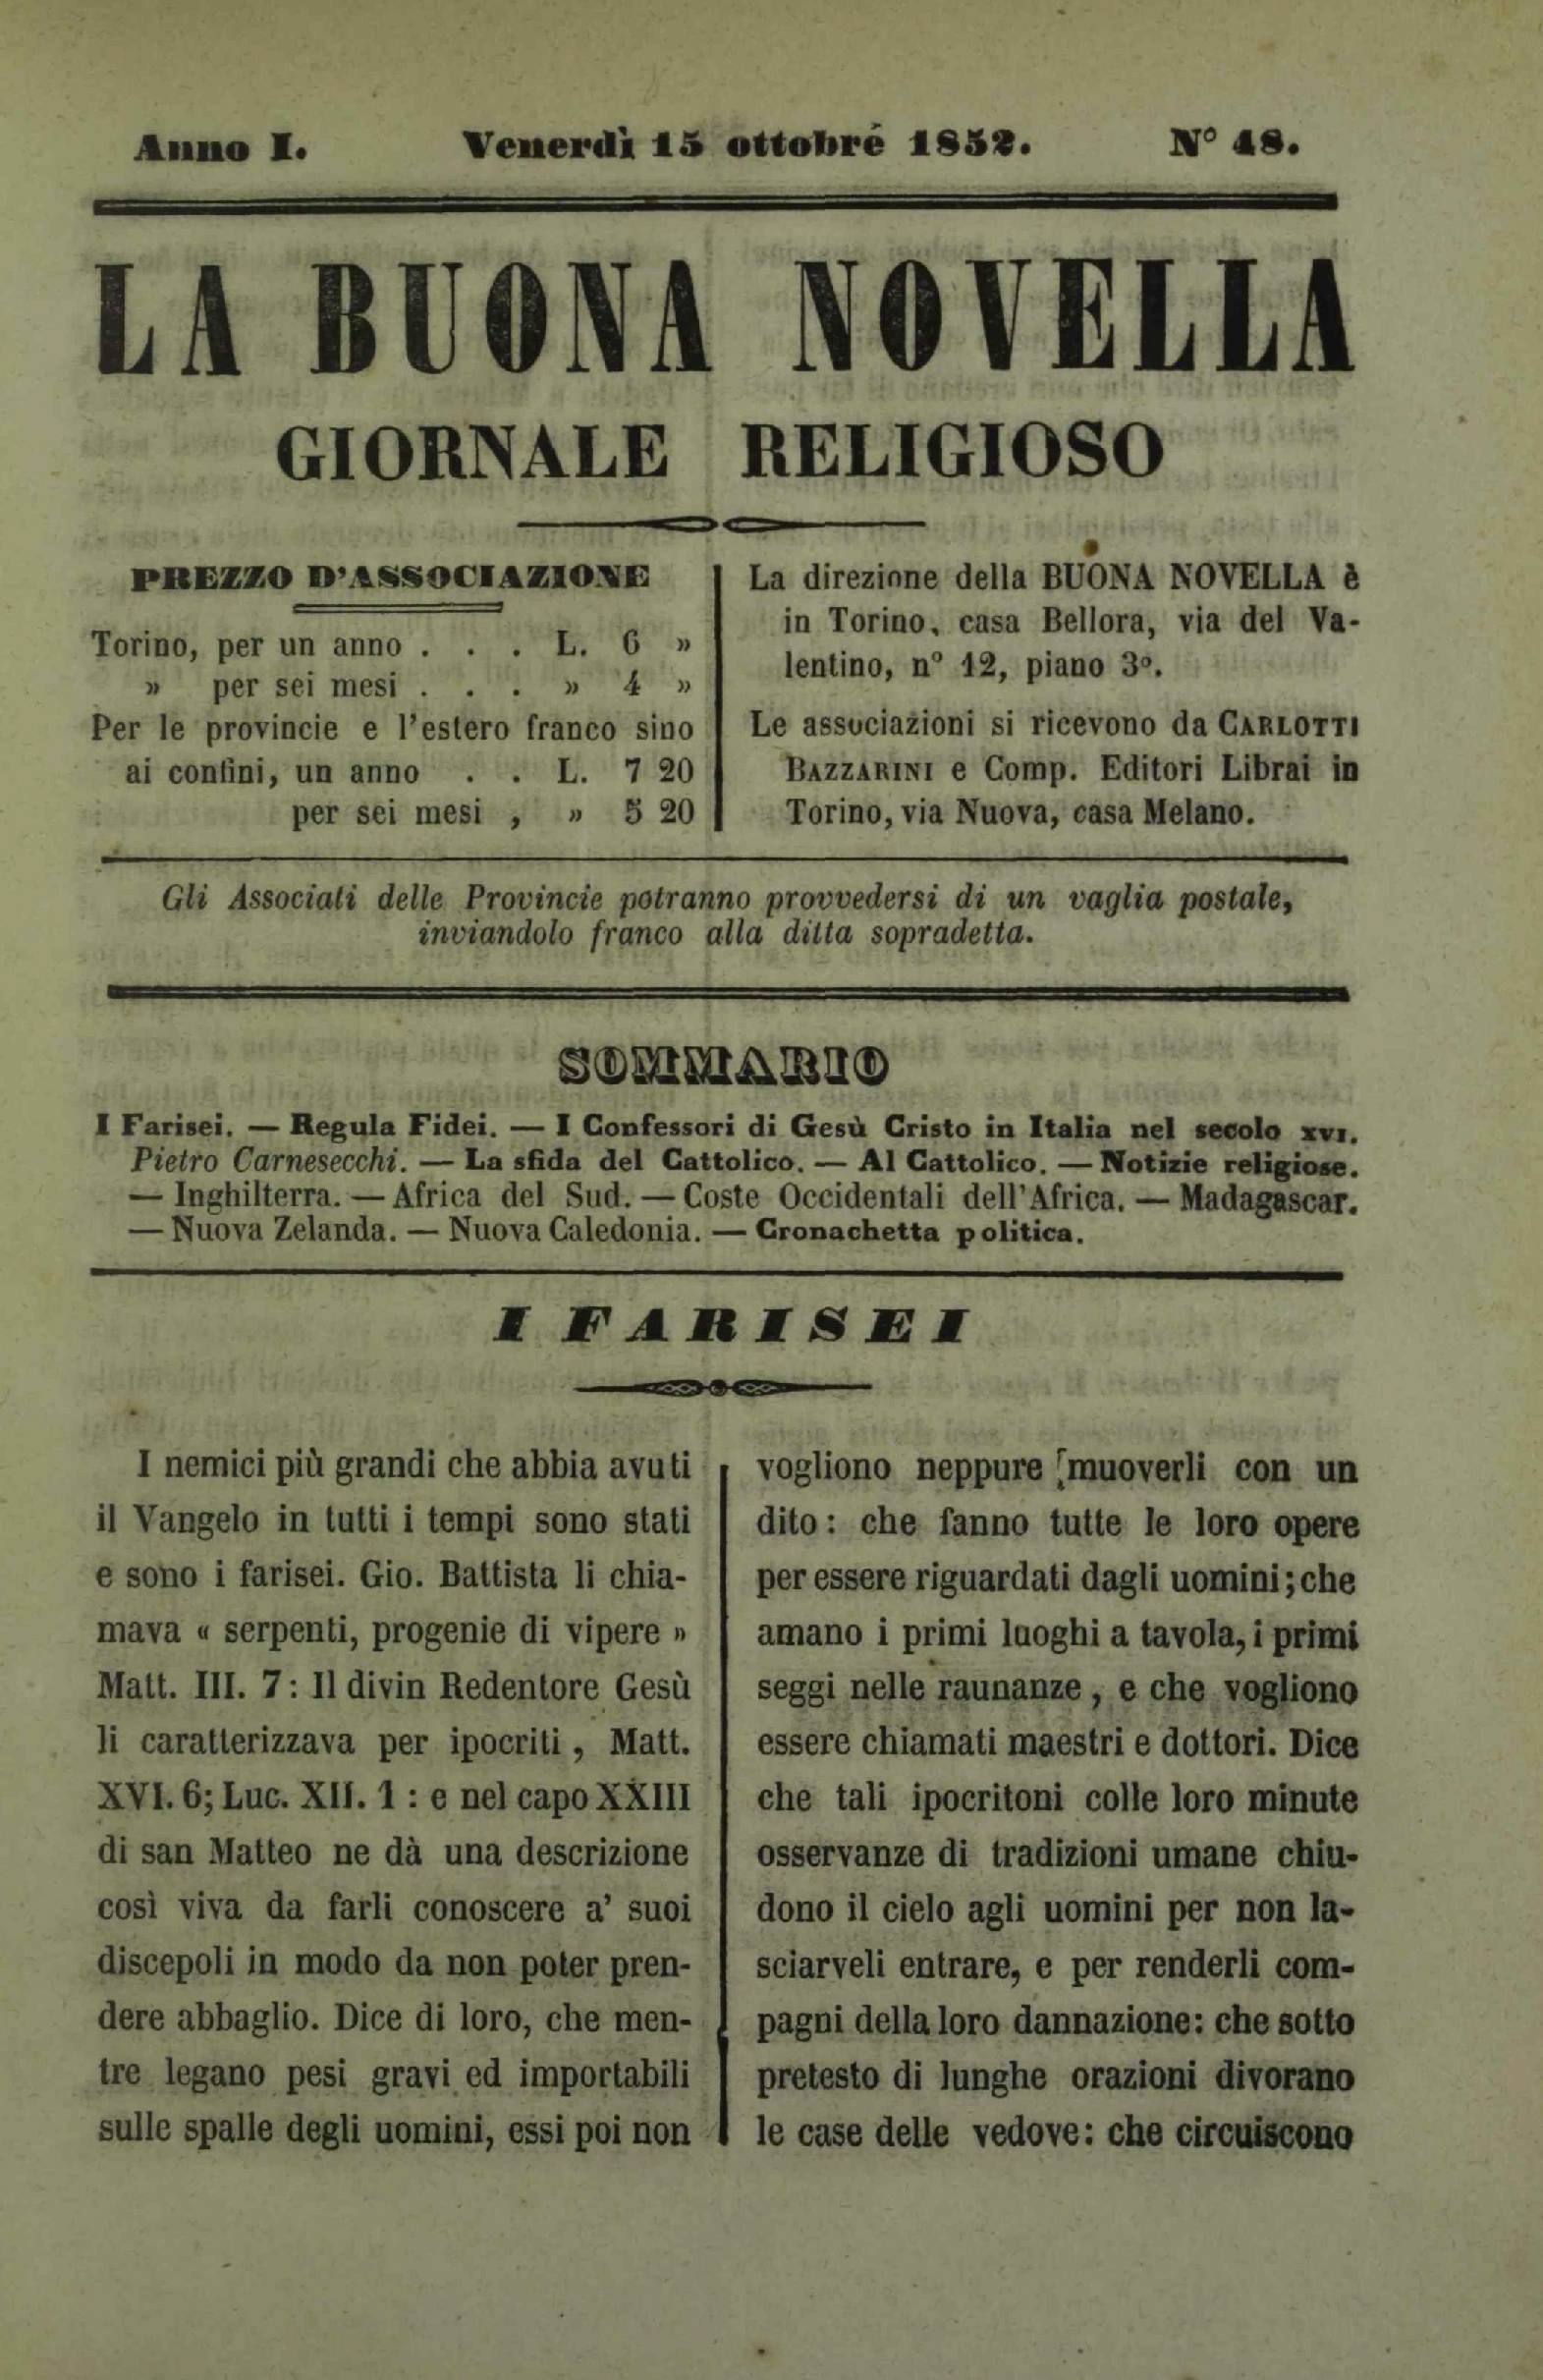 Anno I. Venerdì 15 ottobre 1852. N° 48.
LA BUONA NOVELLA
GIORNALE RELIGIOSO
PREZZO D'ASSOCIAZIONE
Torino, per un anno . . . L. 6 »
» per sei mesi . . . » 4 »
Per le provincie e l'estero franco sino
ai confini, un anno . . L. 7 20
per sei mesi , » 5 20
La direzione della BUONA NOVELLA è
in Torino, casa Bellora, via del Va-
lentino, n° 12, piano 3°.
Le associazioni si ricevono da CARLOTTI
BAZZARINI e Comp. Editori Librai in
Torino, via Nuova, casa Melano.
Gli Associati delle Provincie potranno provvedersi di un vaglia postale,
inviandolo franco alla ditta sopradetta.
SOMMARIO
I Farisei. — Regula Fidei. — I Confessori di Gesù Cristo in Italia nel secolo XVI.
Pietro Carnesecchi. — La sfida del Cattolico. — Al Cattolico. — Notizie religiose.
— Inghilterra. — Africa del Sud. — Coste Occidentali dell'Africa. — Madagascar.
— Nuova Zelanda. — Nuova Caledonia. — Cronachetta politica.
I FARISEI
I nemici più grandi che abbia avuti
il Vangelo in tutti i tempi sono stati
e sono i farisei. Gio. Battista li chia-
mava « serpenti, progenie di vipere »
Matt. III. 7: Il divin Redentore Gesù
li caratterizzava per ipocriti, Matt.
XVI. 6; Luc. XII. 1 : e nel capo XXIII
di san Matteo ne dà una descrizione
così viva da farli conoscere a' suoi
discepoli in modo da non poter pren-
dere abbaglio. Dice di loro, che men-
tre legano pesi gravi ed importabili
sulle spalle degli uomini, essi poi non
vogliono neppure [muoverli con un
dito: che fanno tutte le loro opere
per essere riguardati dagli uomini; che
amano i primi luoghi a tavola, i primi
seggi nelle raunanze, e che vogliono
essere chiamati maestri e dottori. Dice
che tali ipocritoni colle loro minute
osservanze di tradizioni umane chiu-
dono il cielo agli uomini per non la-
sciarveli entrare, e per renderli com-
pagni della loro dannazione: che sotto
pretesto di lunghe orazioni divorano
le case delle vedove: che circuiscono